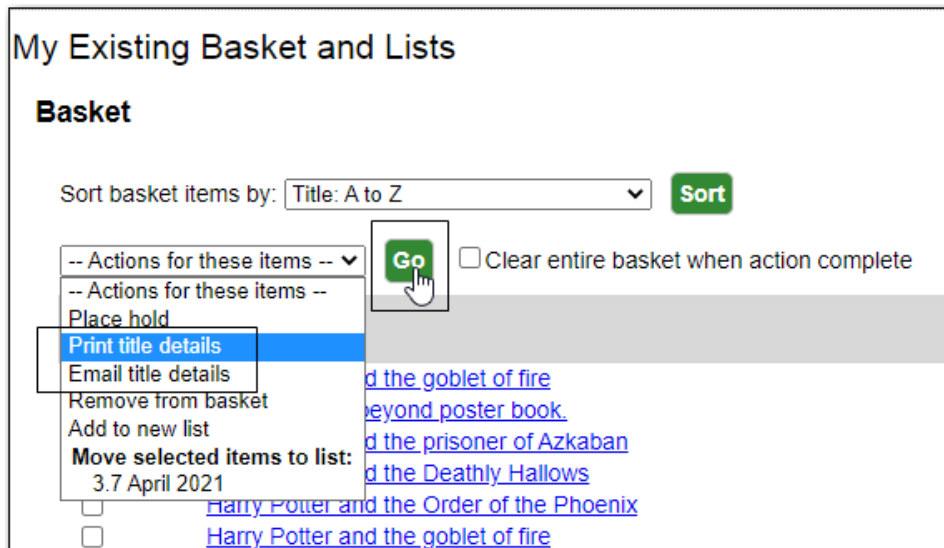 My Existing Basket and Lists
Basket
Sort basket items by: Title: A to Z Sort
-- Actions for these items -- Go Clear entire basket when action complete
-- Actions for these items --
Place hold
Print title details
Email title details d the goblet of fire
Remove from basket beyond poster book.
Add to new list d the prisoner of Azkaban
Move selected items to list: d the Deathly Hallows
3.7 April 2021
Harry Potter and the Order of the Phoenix
Harry Potter and the goblet of fire